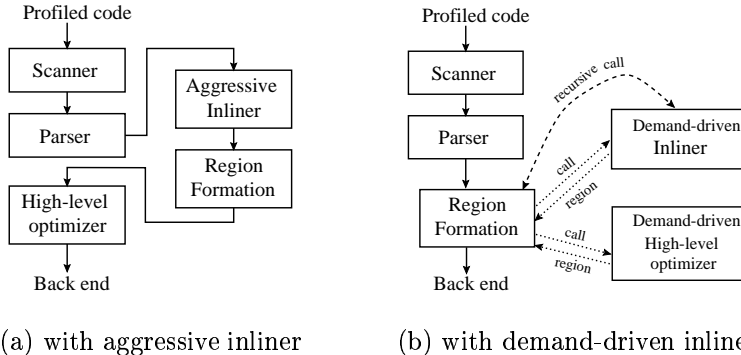 Profiled code
Scanner
Parser
Aggressive
Inliner
Region
Formation
High-level
optimizer
Back end
(a) with aggressive inliner
Profiled code
Scanner
Parser
Region
Formation
Back end
recursive call
call
region
call
region
Demand-driven
Inliner
Demand-driven
High-level
optimizer
(b) with demand-driven inline